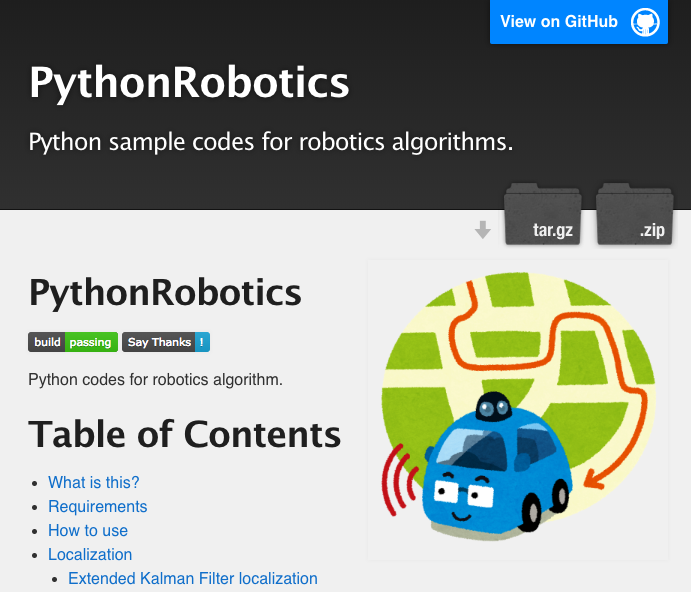 View on GitHub
PythonRobotics
Python sample codes for robotics algorithms.
tar.gz
.zip
PythonRobotics
build passing Say Thanks !
Python codes for robotics algorithm.
Table of Contents
What is this?
Requirements
How to use
Localization
Extended Kalman Filter localization